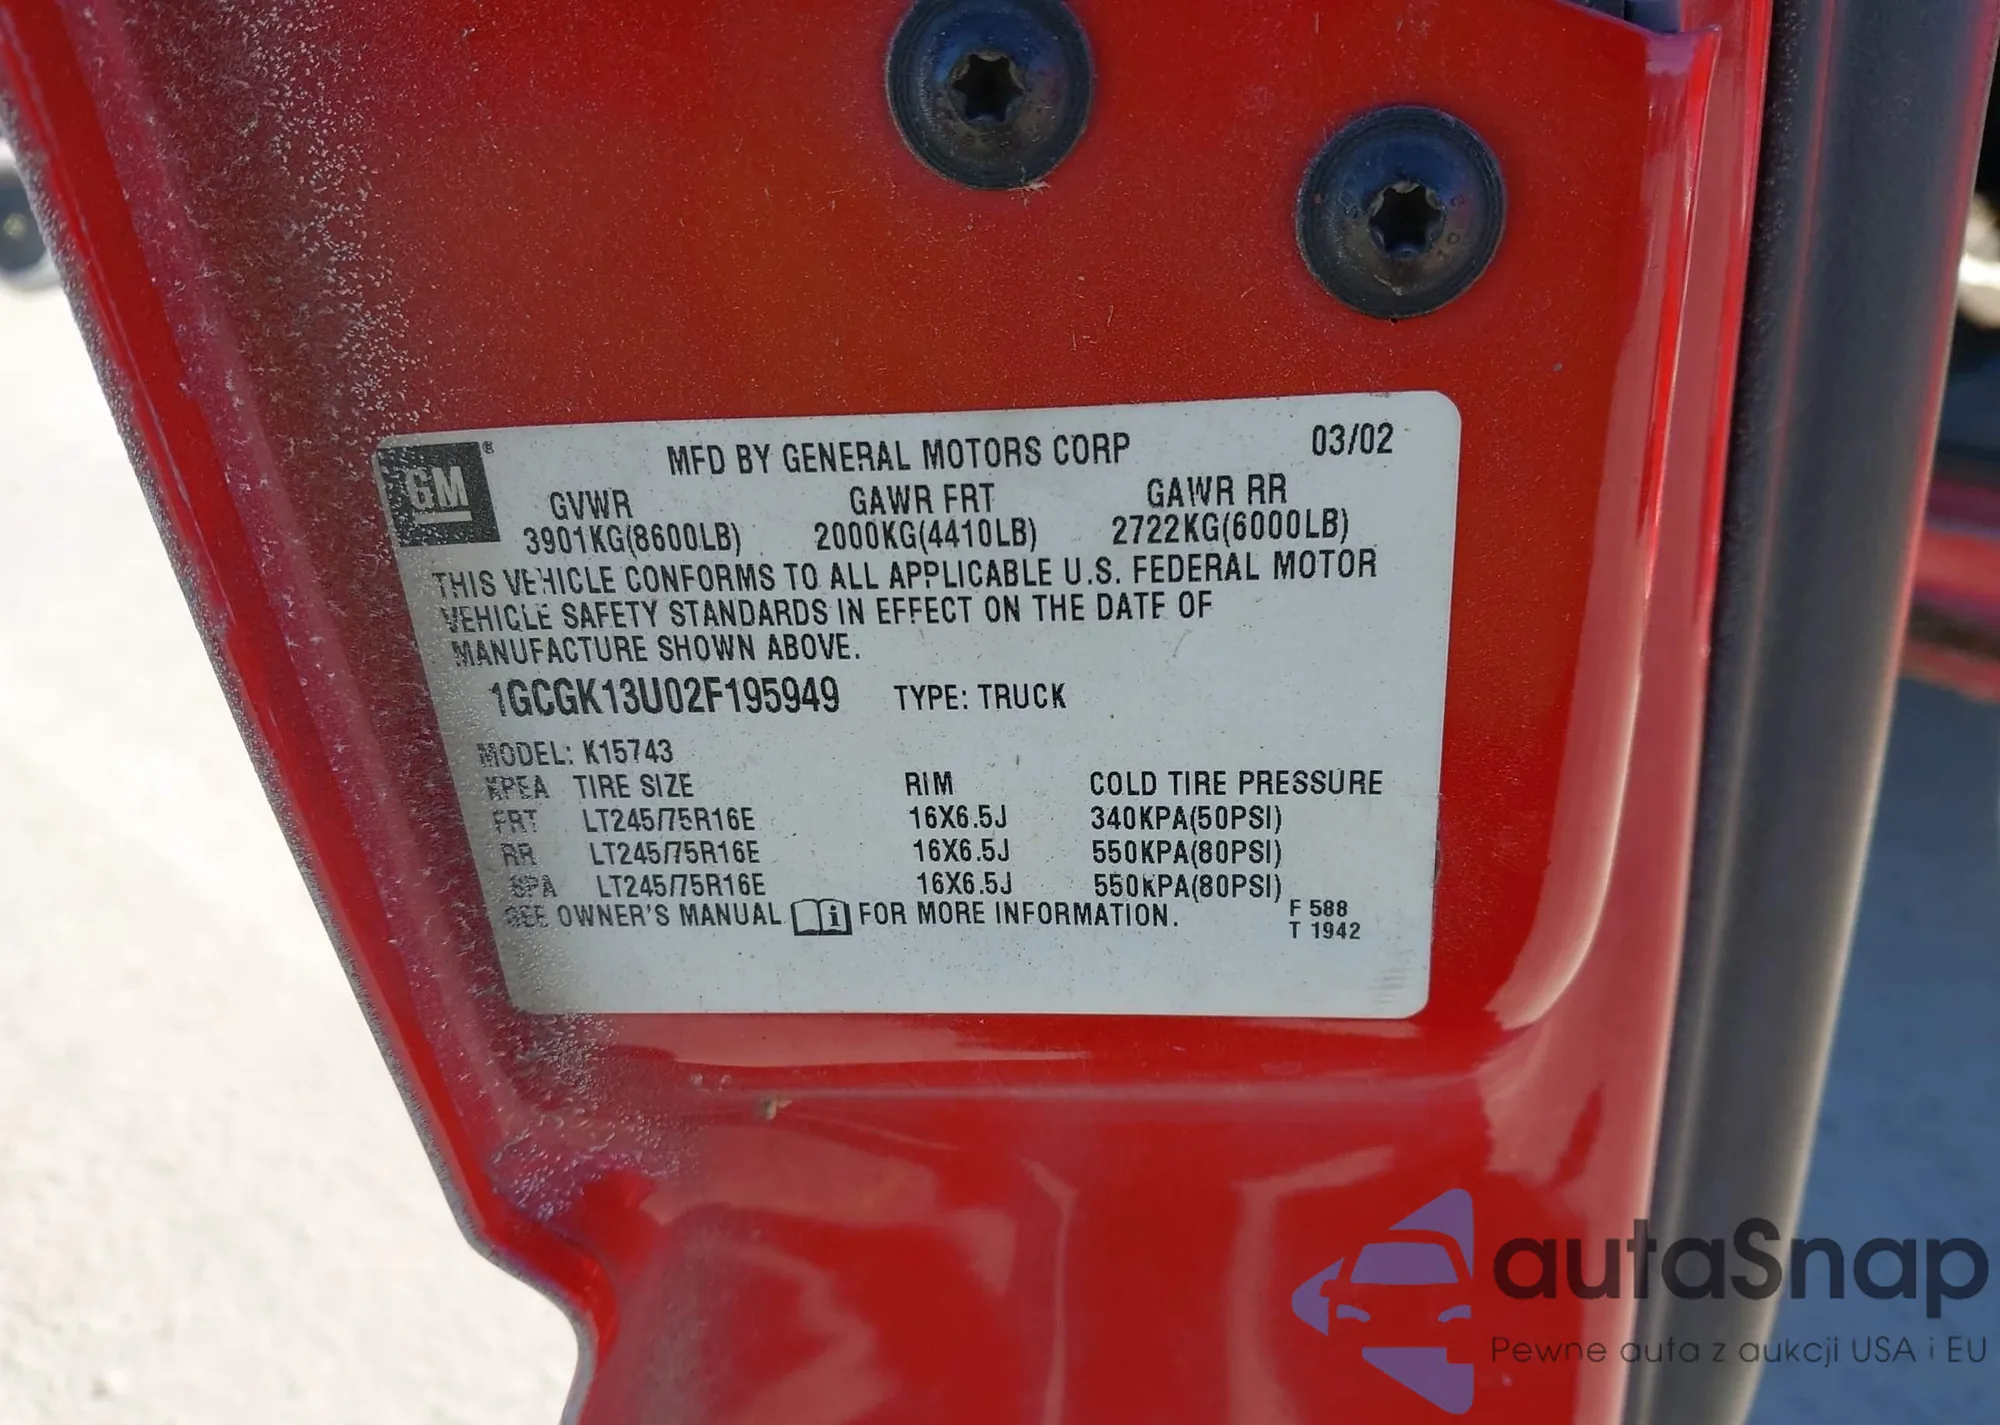 GM®
MFD BY GENERAL MOTORS CORP 03/02
GVWR GAWR FRT GAWR RR
3901KG(8600LB) 2000KG(4410LB) 2722KG(6000LB)
THIS VEHICLE CONFORMS TO ALL APPLICABLE U.S. FEDERAL MOTOR
VEHICLE SAFETY STANDARDS IN EFFECT ON THE DATE OF
MANUFACTURE SHOWN ABOVE.
1GCGK13U02F195949 TYPE: TRUCK
MODEL: K15743
TIRE SIZE RIM COLD TIRE PRESSURE
FRT LT245/75R16E 16X6.5J 340KPA(50PSI)
RR LT245/75R16E 16X6.5J 550KPA(80PSI)
SPA LT245/75R16E 16X6.5J 550KPA(80PSI)
SEE OWNER'S MANUAL i FOR MORE INFORMATION.
F 588
T 1942
autaSnap
Pewne auta z aukcji USA i EU